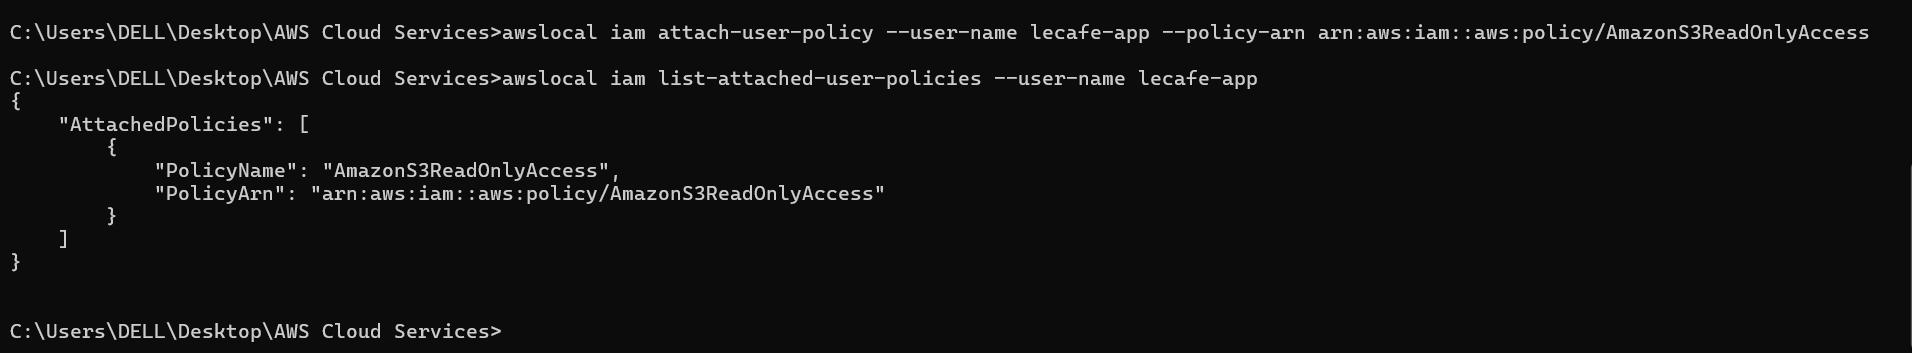 C:\Users\DELL\Desktop\AWS Cloud Services>awslocal iam attach-user-policy --user-name lecafe-app --policy-arn arn:aws:iam::aws:policy/AmazonS3ReadOnlyAccess
C:\Users\DELL\Desktop\AWS Cloud Services>awslocal iam list-attached-user-policies --user-name lecafe-app
{
    "AttachedPolicies": [
        {
            "PolicyName": "AmazonS3ReadOnlyAccess",
            "PolicyArn": "arn:aws:iam::aws:policy/AmazonS3ReadOnlyAccess"
        }
    ]
}
C:\Users\DELL\Desktop\AWS Cloud Services>